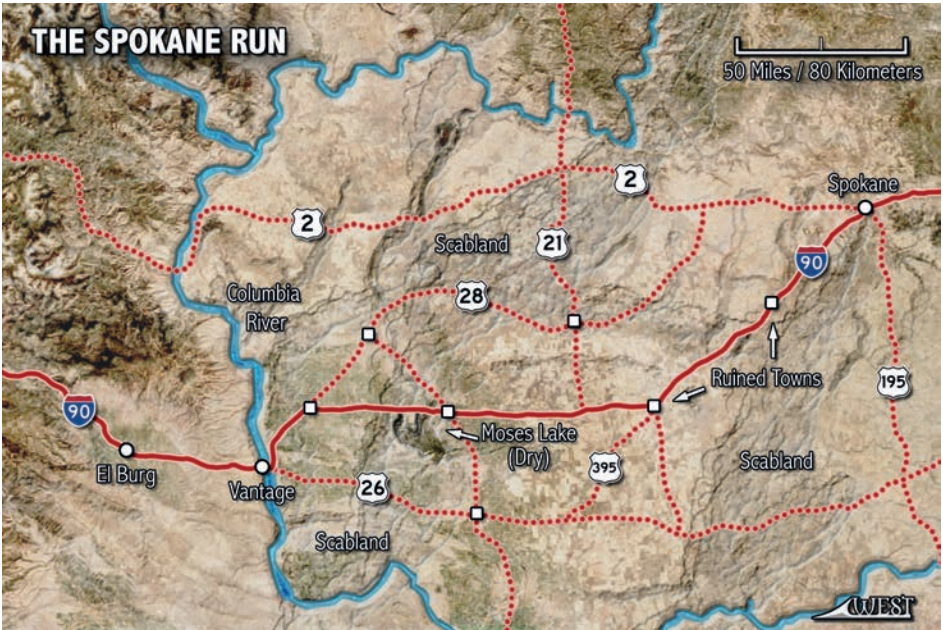 THE SPOKANE RUN
50 Miles / 80 Kilometers
2
Spokane
2
Scabland
21
90
28
Columbia
River
Ruined Towns
195
90
Moses Lake
(Dry)
El Burg
Vantage
26
395
Scabland
Scabland
WEST